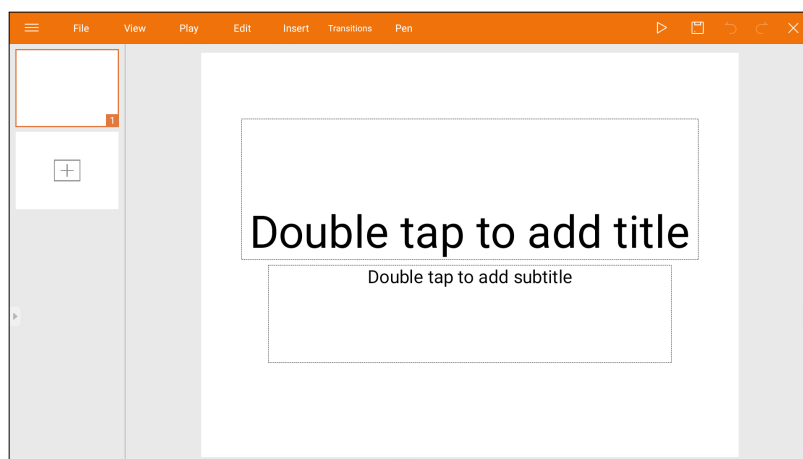 File View Play Edit Insert Transitions Pen
1
Double tap to add title
Double tap to add subtitle